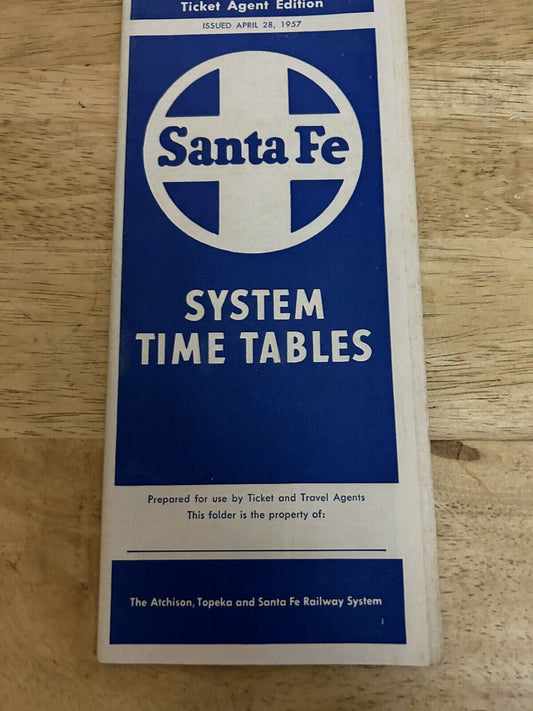 Ticket Agent Edition
ISSUED APRIL 28, 1957
Santa Fe
SYSTEM
TIME TABLES
Prepared for use by Ticket and Travel Agents
This folder is the property of:
The Atchison, Topeka and Santa Fe Railway System